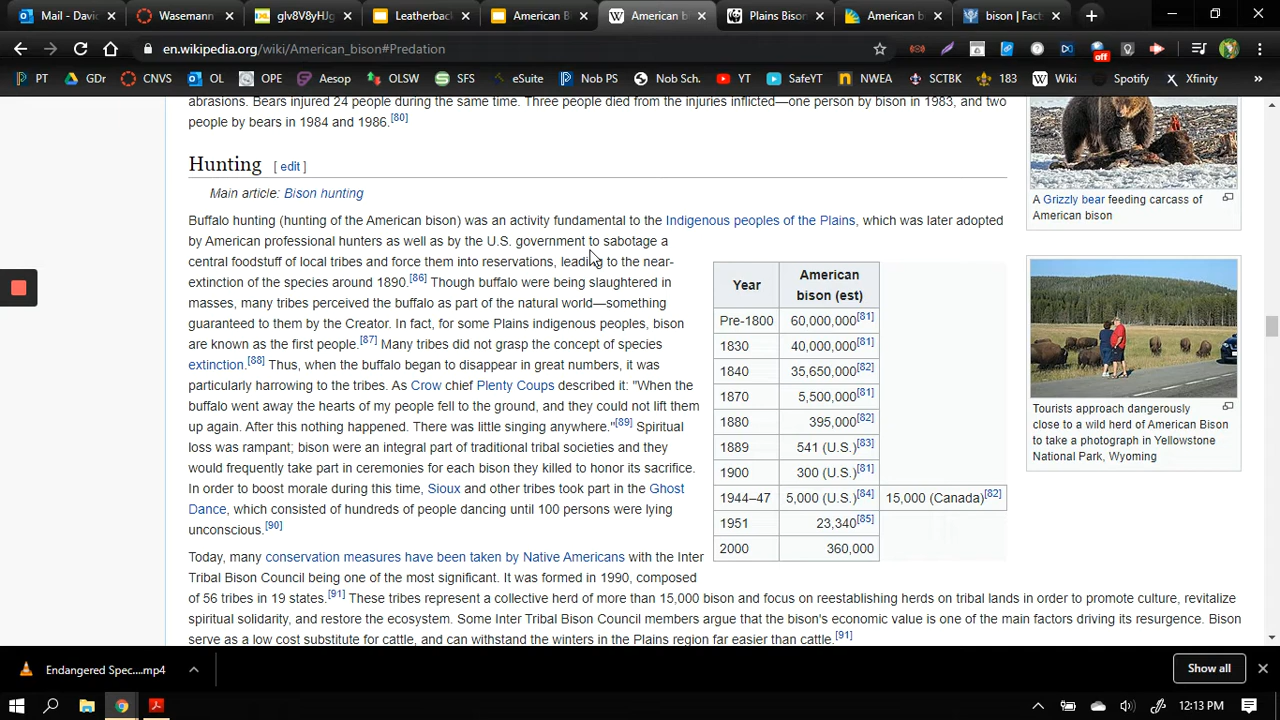 Mail - David
Wasemann
glv8V8yHJg
Leatherback
American B
American b
Plains Bison
American b
bison | Fact
en.wikipedia.org/wiki/American_bison#Predation
PT GDr CNVS OL OPE Aesop OLSW SFS eSuite Nob PS Nob Sch. YT SafeYT NWEA SCTBK 183 Wiki Spotify Xfinity »
off
abrasions. Bears injured 24 people during the same time. Three people died from the injuries inflicted—one person by bison in 1983, and two
people by bears in 1984 and 1986.[80]
Hunting [ edit ]
Main article: Bison hunting
Buffalo hunting (hunting of the American bison) was an activity fundamental to the Indigenous peoples of the Plains, which was later adopted
by American professional hunters as well as by the U.S. government to sabotage a
central foodstuff of local tribes and force them into reservations, leading to the near-
extinction of the species around 1890.[86] Though buffalo were being slaughtered in
masses, many tribes perceived the buffalo as part of the natural world—something
guaranteed to them by the Creator. In fact, for some Plains indigenous peoples, bison
are known as the first people.[87] Many tribes did not grasp the concept of species
extinction.[88] Thus, when the buffalo began to disappear in great numbers, it was
particularly harrowing to the tribes. As Crow chief Plenty Coups described it: "When the
buffalo went away the hearts of my people fell to the ground, and they could not lift them
up again. After this nothing happened. There was little singing anywhere."[89] Spiritual
loss was rampant; bison were an integral part of traditional tribal societies and they
would frequently take part in ceremonies for each bison they killed to honor its sacrifice.
In order to boost morale during this time, Sioux and other tribes took part in the Ghost
Dance, which consisted of hundreds of people dancing until 100 persons were lying
unconscious.[90]
Year American
bison (est)
Pre-1800 60,000,000[81]
1830 40,000,000[81]
1840 35,650,000[82]
1870 5,500,000[81]
1880 395,000[82]
1889 541 (U.S.)[83]
1900 300 (U.S.)[81]
1944–47 5,000 (U.S.)[84] 15,000 (Canada)[82]
1951 23,340[85]
2000 360,000
Today, many conservation measures have been taken by Native Americans with the Inter
Tribal Bison Council being one of the most significant. It was formed in 1990, composed
of 56 tribes in 19 states.[91] These tribes represent a collective herd of more than 15,000 bison and focus on reestablishing herds on tribal lands in order to promote culture, revitalize
spiritual solidarity, and restore the ecosystem. Some Inter Tribal Bison Council members argue that the bison's economic value is one of the main factors driving its resurgence. Bison
serve as a low cost substitute for cattle, and can withstand the winters in the Plains region far easier than cattle.[91]
A Grizzly bear feeding carcass of
American bison
Tourists approach dangerously
close to a wild herd of American Bison
to take a photograph in Yellowstone
National Park, Wyoming
Endangered Spec....mp4
Show all
12:13 PM